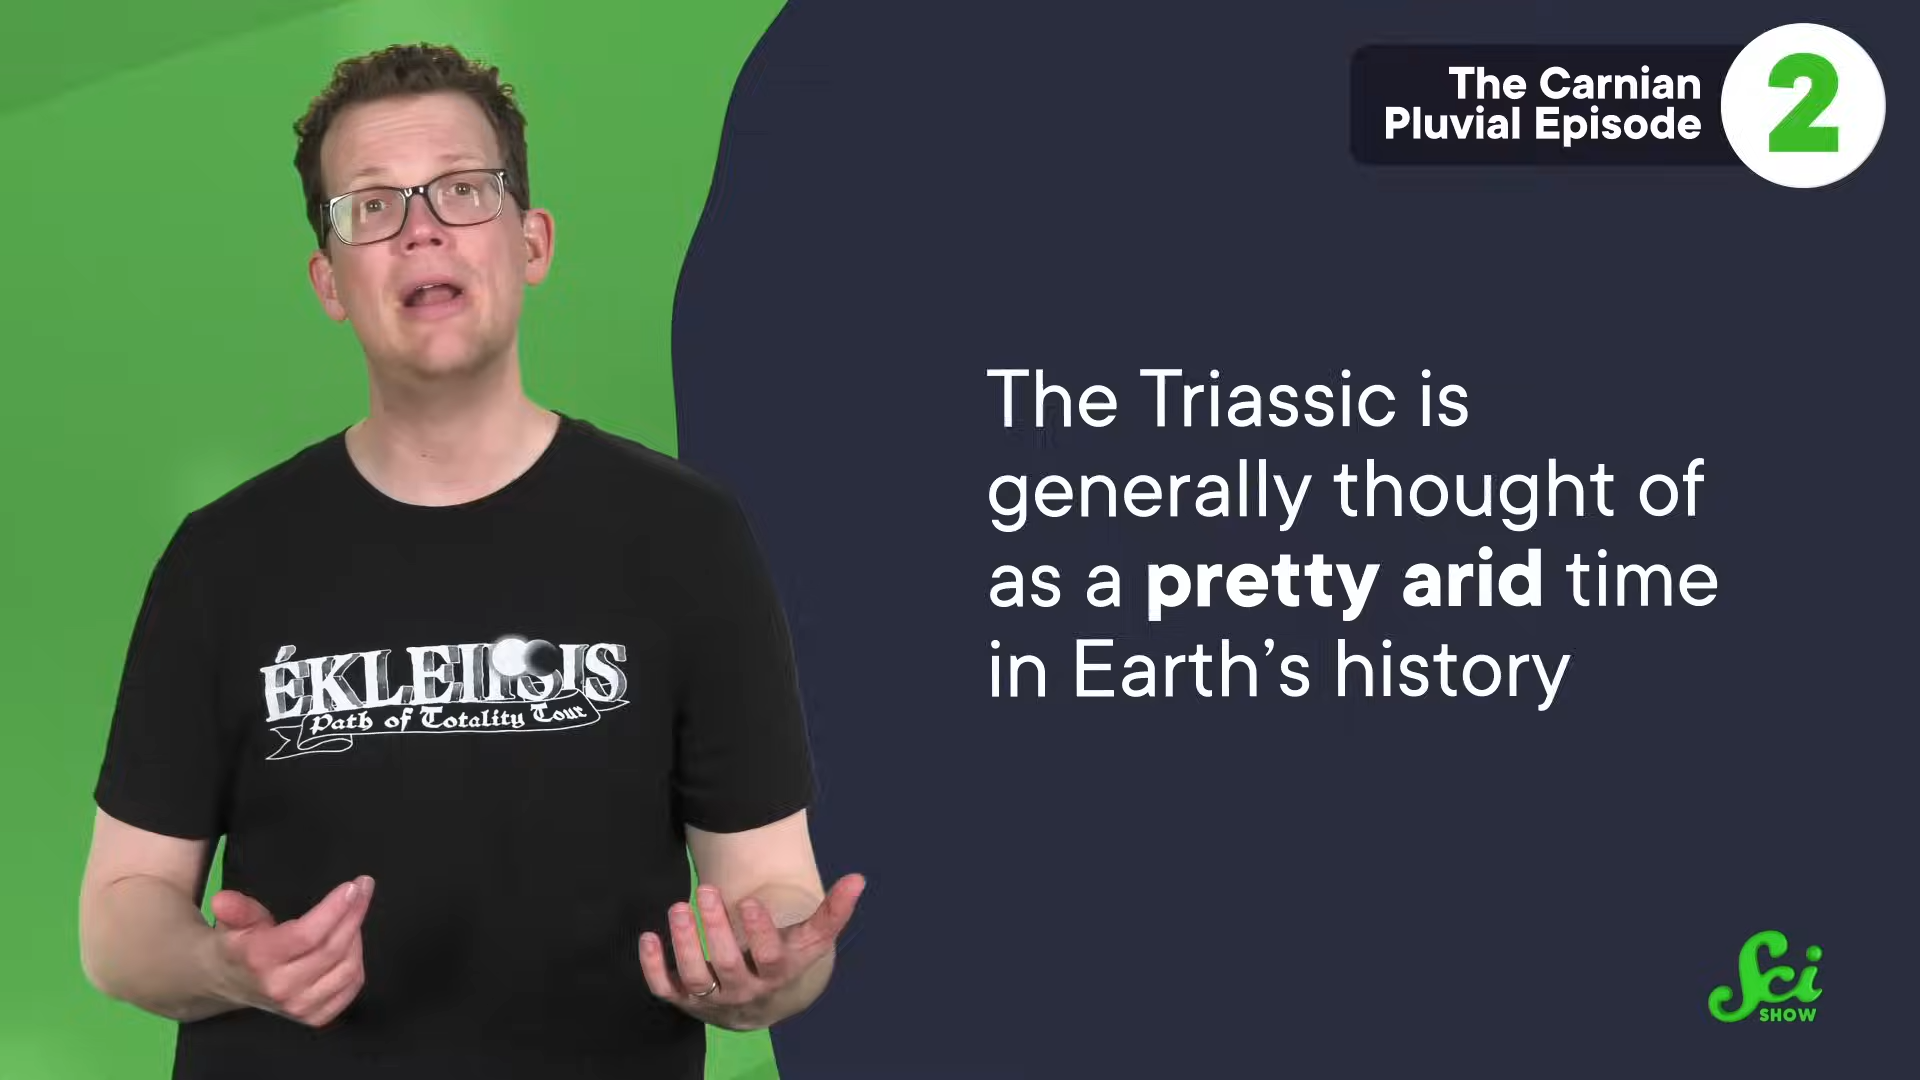 The Carnian
Pluvial Episode
2
The Triassic is
generally thought of
as a pretty arid time
in Earth's history
ÉKLEIPSIS
Path of Totality Tour
Sci
SHOW